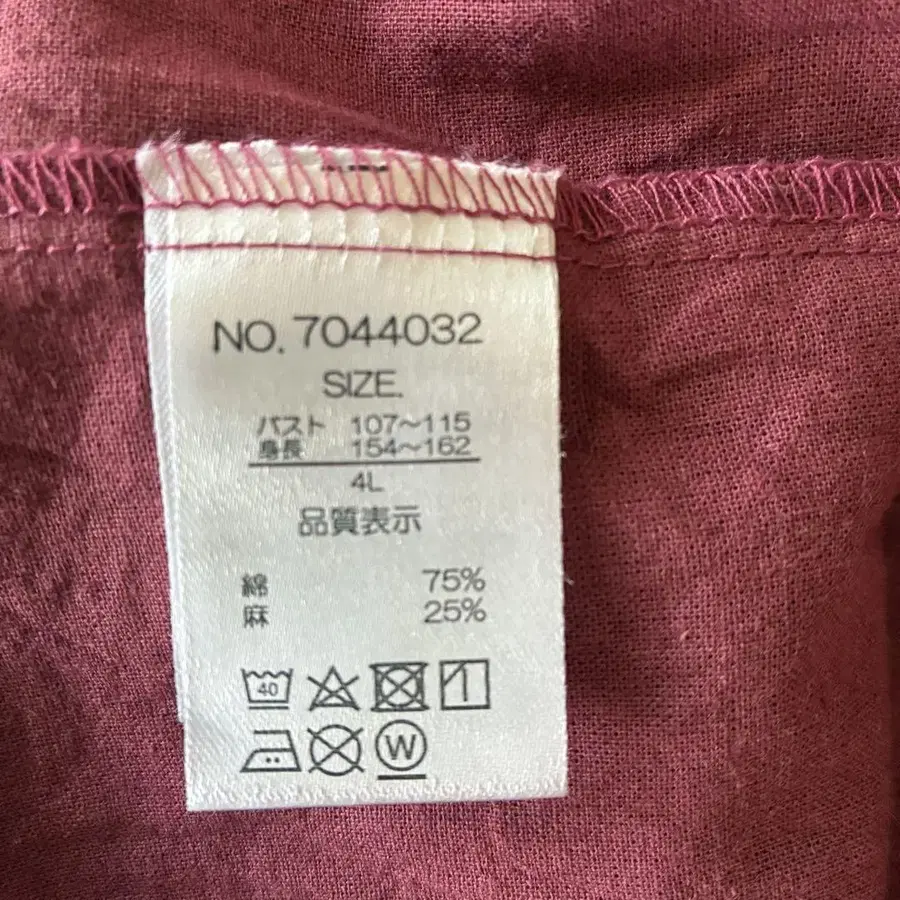 NO. 7044032
SIZE.
バスト 107~115
身長 154~162
4L
品質表示
綿 75%
麻 25%
40
W